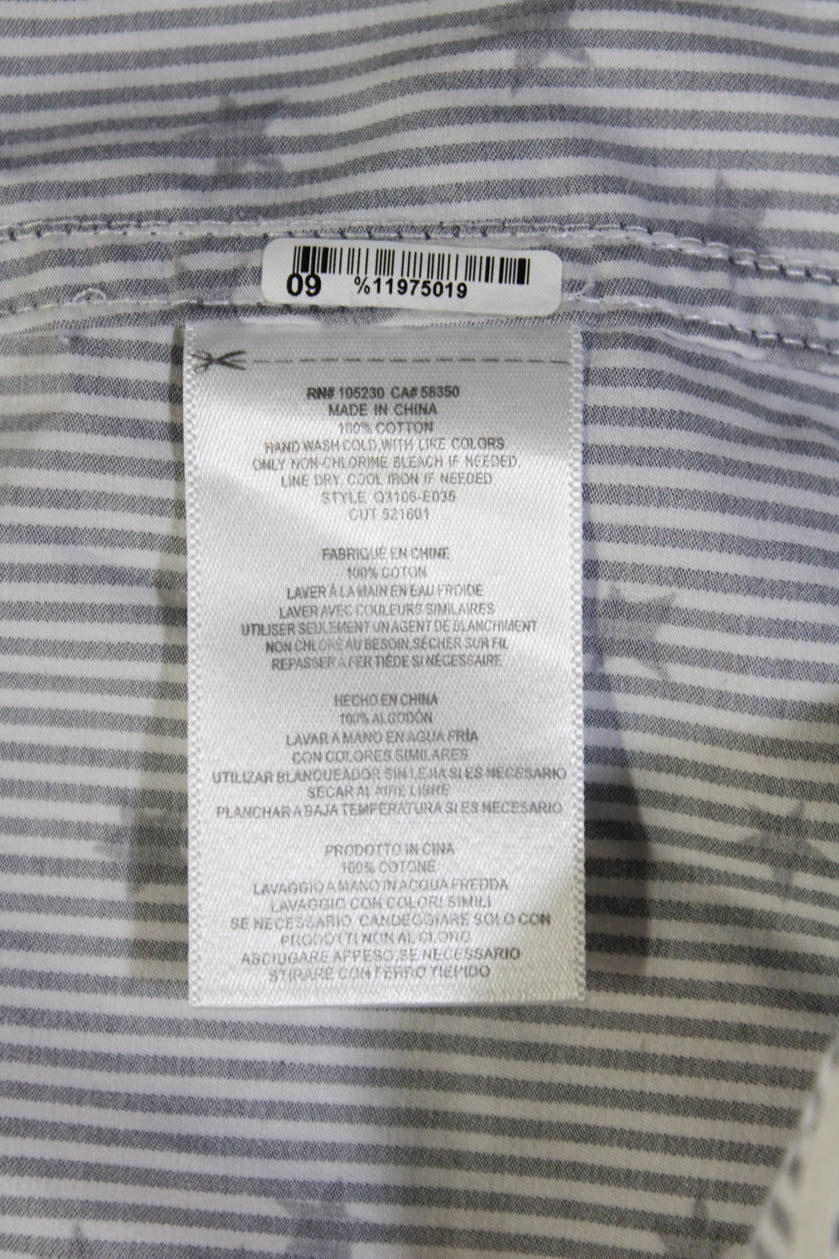 09 %11975019
RN# 105230 CA# 58350
MADE IN CHINA
100% COTTON
HAND WASH COLD,WITH LIKE COLORS
ONLY NON-CHLORINE BLEACH IF NEEDED,
LINE DRY, COOL IRON IF NEEDED
STYLE Q3106-E035
CUT 521601
FABRIQUÉ EN CHINE
100% COTON
LAVER À LA MAIN EN EAU FROIDE
LAVER AVEC COULEURS SIMILAIRES
UTILISER SEULEMENT UN AGENT DE BLANCHIMENT
NON CHLORÉ AU BESOIN,SÉCHER SUR FIL
REPASSER A FER TIÈDE SI NÉCESSAIRE
HECHO EN CHINA
100% ALGODÓN
LAVAR A MANO EN AGUA FRÍA
CON COLORES SIMILARES
UTILIZAR BLANQUEADOR SIN LEJIA SI ES NECESARIO
SECAR AL AIRE LIBRE
PLANCHAR A BAJA TEMPERATURA SI ES NECESARIO
PRODOTTO IN CINA
100% COTONE
LAVAGGIO A MANO IN ACQUA FREDDA
LAVAGGIO CON COLORI SIMILI
SE NECESSARIO CANDEGGIARE SOLO CON
PRODOTTI NON AL CLORO
ASCIUGARE APPESO,SE NECESSARIO
STIRARE CON FERRO TIEPIDO